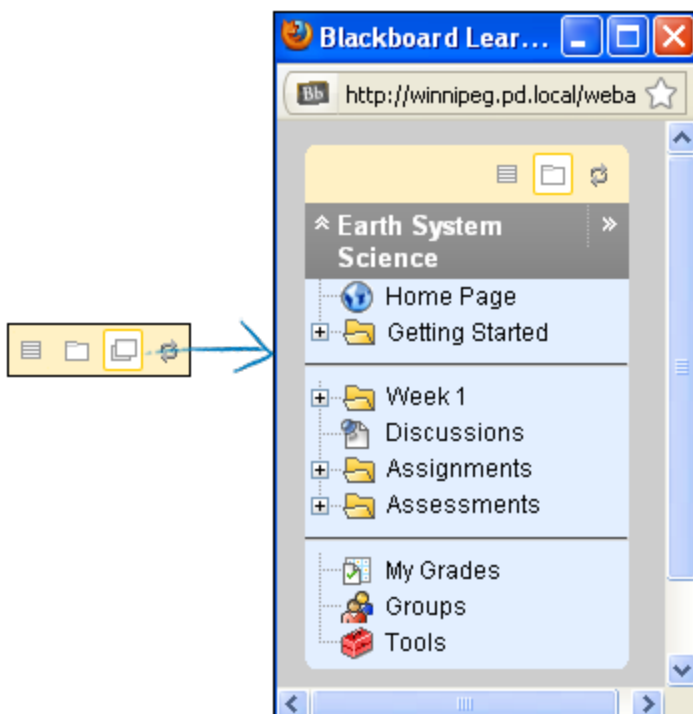 Blackboard Lear...
Bb http://winnipeg.pd.local/weba
Earth System
Science
Home Page
Getting Started
Week 1
Discussions
Assignments
Assessments
My Grades
Groups
Tools